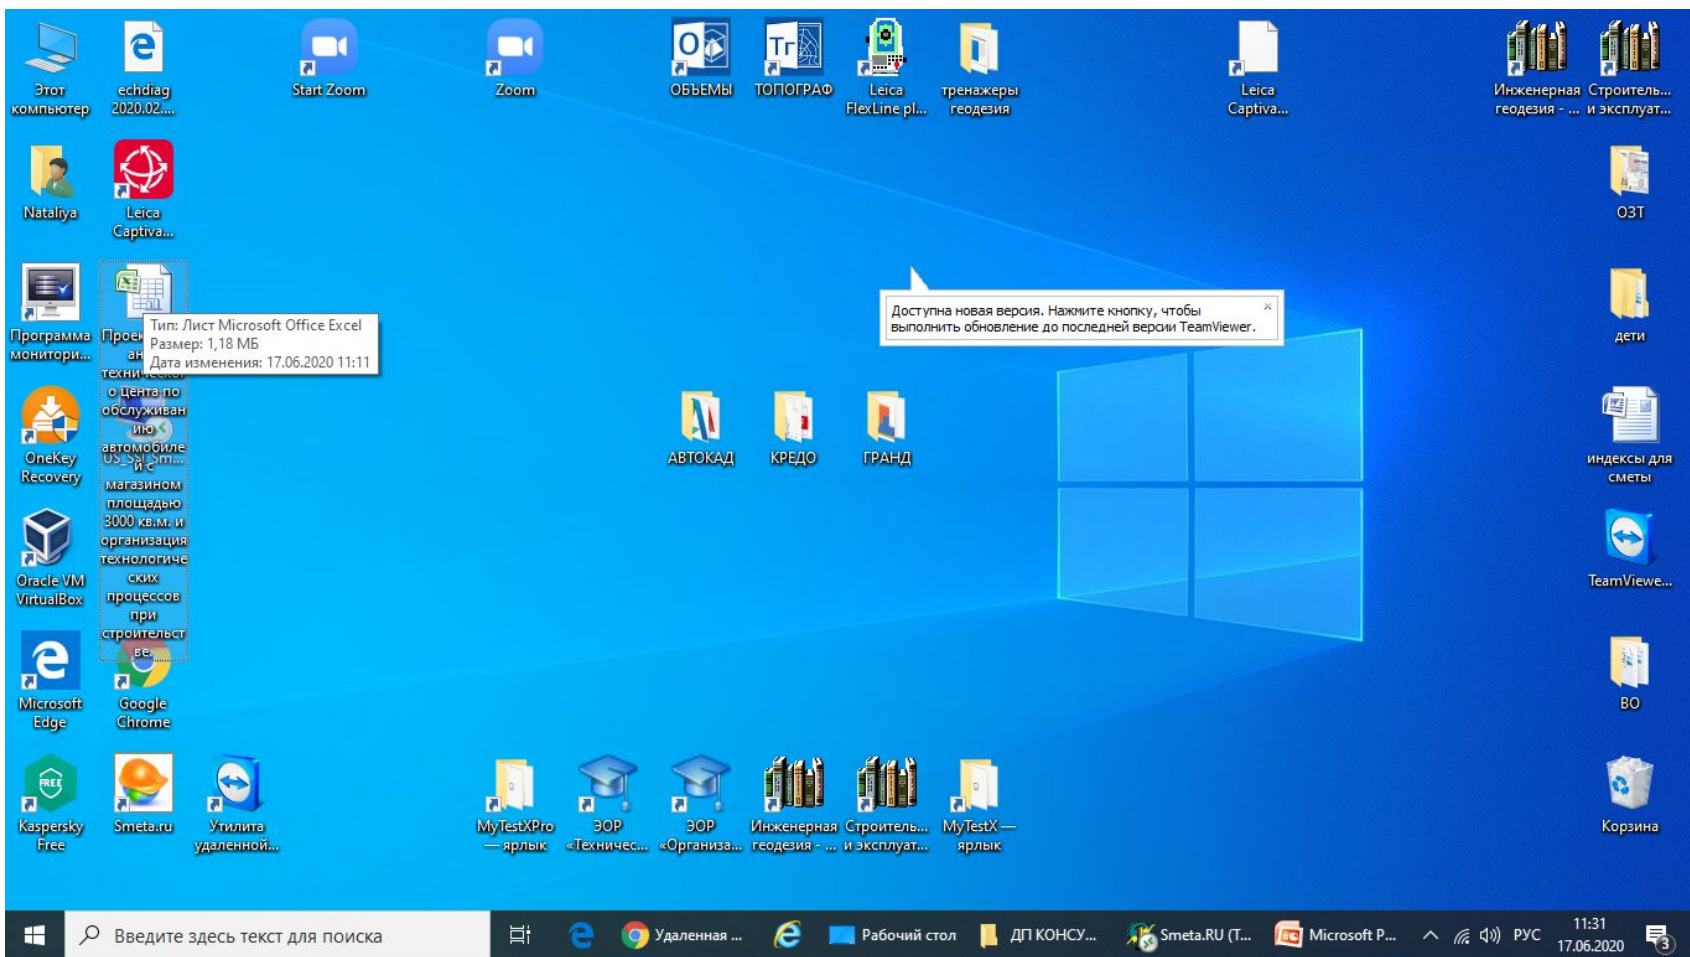 Этот
компьютер
echdiag
2020.02....
Start Zoom
Zoom
ОБЪЕМЫ
ТОПОГРАФ
Leica
FlexLine pl...
тренажеры
геодезия
Leica
Captiva...
Инженерная
геодезия - ...
Строитель...
и эксплуат...
Nataliya
Leica
Captiva...
ОЗТ
Программа
монитори...
Тип: Лист Microsoft Office Excel
Размер: 1,18 МБ
Дата изменения: 17.06.2020 11:11
о цента по
обслуживан
ию
автомобиле
й с
магазином
площадью
3000 кв.м. и
организация
технологиче
ских
процессов
при
строительст
ве.
Доступна новая версия. Нажмите кнопку, чтобы
выполнить обновление до последней версии TeamViewer.
дети
OneKey
Recovery
АВТОКАД
КРЕДО
ГРАНД
индексы для
сметы
Oracle VM
VirtualBox
TeamViewe...
Microsoft
Edge
Google
Chrome
ВО
FREE
Kaspersky
Free
Smeta.ru
Утилита
удаленной...
MyTestXPro
— ярлык
ЭОР
«Техничес...
ЭОР
«Организа...
Инженерная
геодезия - ...
Строитель...
и эксплуат...
MyTestX —
ярлык
Корзина
Введите здесь текст для поиска
Удаленная ...
Рабочий стол
ДП КОНСУ...
Smeta.RU (Т...
Microsoft P...
РУС
11:31
17.06.2020
3